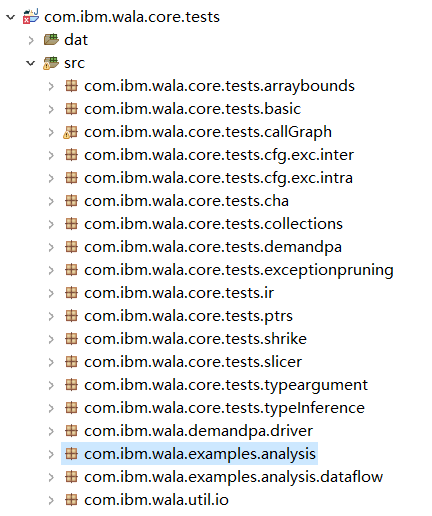 com.ibm.wala.core.tests
dat
src
com.ibm.wala.core.tests.arraybounds
com.ibm.wala.core.tests.basic
com.ibm.wala.core.tests.callGraph
com.ibm.wala.core.tests.cfg.exc.inter
com.ibm.wala.core.tests.cfg.exc.intra
com.ibm.wala.core.tests.cha
com.ibm.wala.core.tests.collections
com.ibm.wala.core.tests.demandpa
com.ibm.wala.core.tests.exceptionpruning
com.ibm.wala.core.tests.ir
com.ibm.wala.core.tests.ptrs
com.ibm.wala.core.tests.shrike
com.ibm.wala.core.tests.slicer
com.ibm.wala.core.tests.typeargument
com.ibm.wala.core.tests.typeInference
com.ibm.wala.demandpa.driver
com.ibm.wala.examples.analysis
com.ibm.wala.examples.analysis.dataflow
com.ibm.wala.util.io